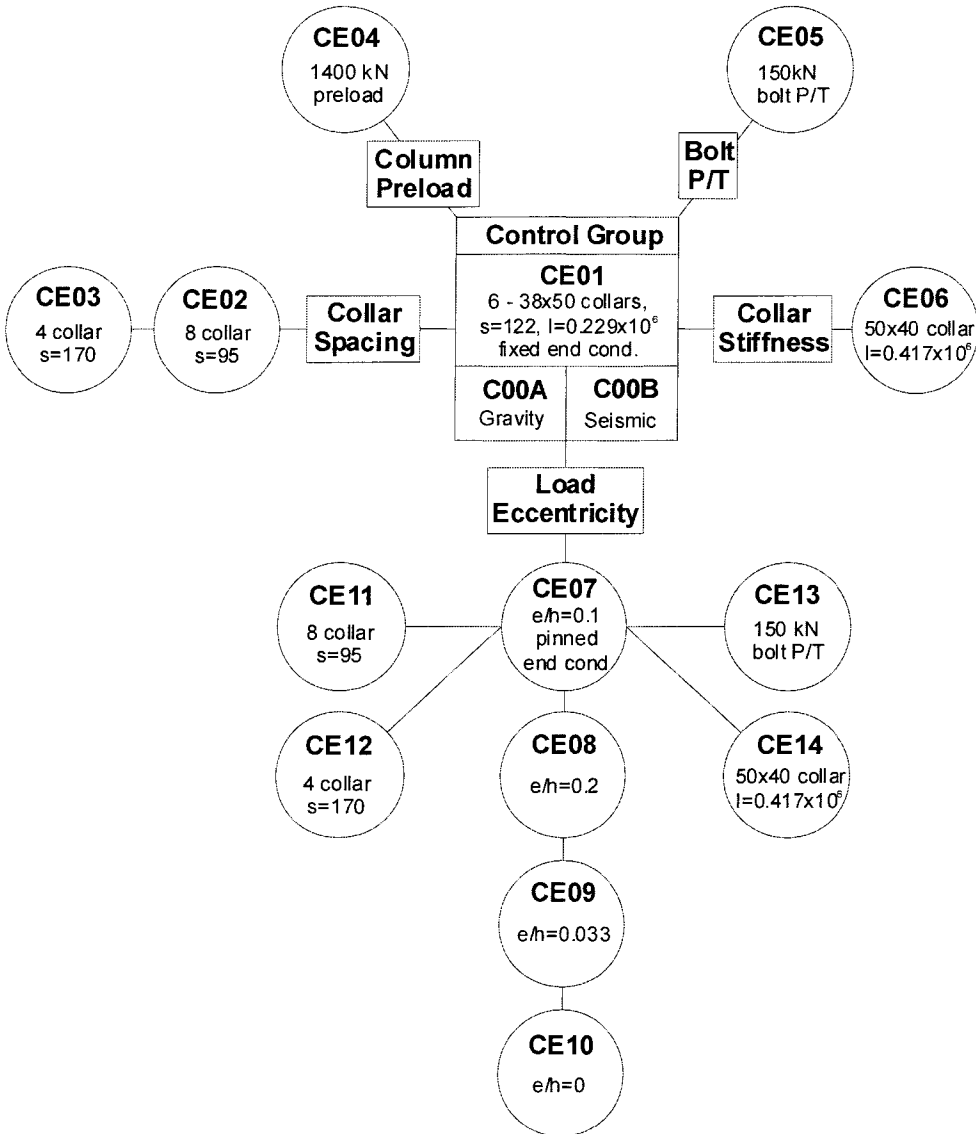 CE04
1400 kN
preload
CE05
150kN
bolt P/T
Column
Preload
Bolt
P/T
Control Group
CE01
6 - 38x50 collars,
s=122, I=0.229x10⁶
fixed end cond.
C00A
Gravity
C00B
Seismic
CE03
4 collar
s=170
CE02
8 collar
s=95
Collar
Spacing
Collar
Stiffness
CE06
50x40 collar
I=0.417x10⁶
Load
Eccentricity
CE11
8 collar
s=95
CE07
e/h=0.1
pinned
end cond
CE13
150 kN
bolt P/T
CE12
4 collar
s=170
CE08
e/h=0.2
CE14
50x40 collar
I=0.417x10⁶
CE09
e/h=0.033
CE10
e/h=0